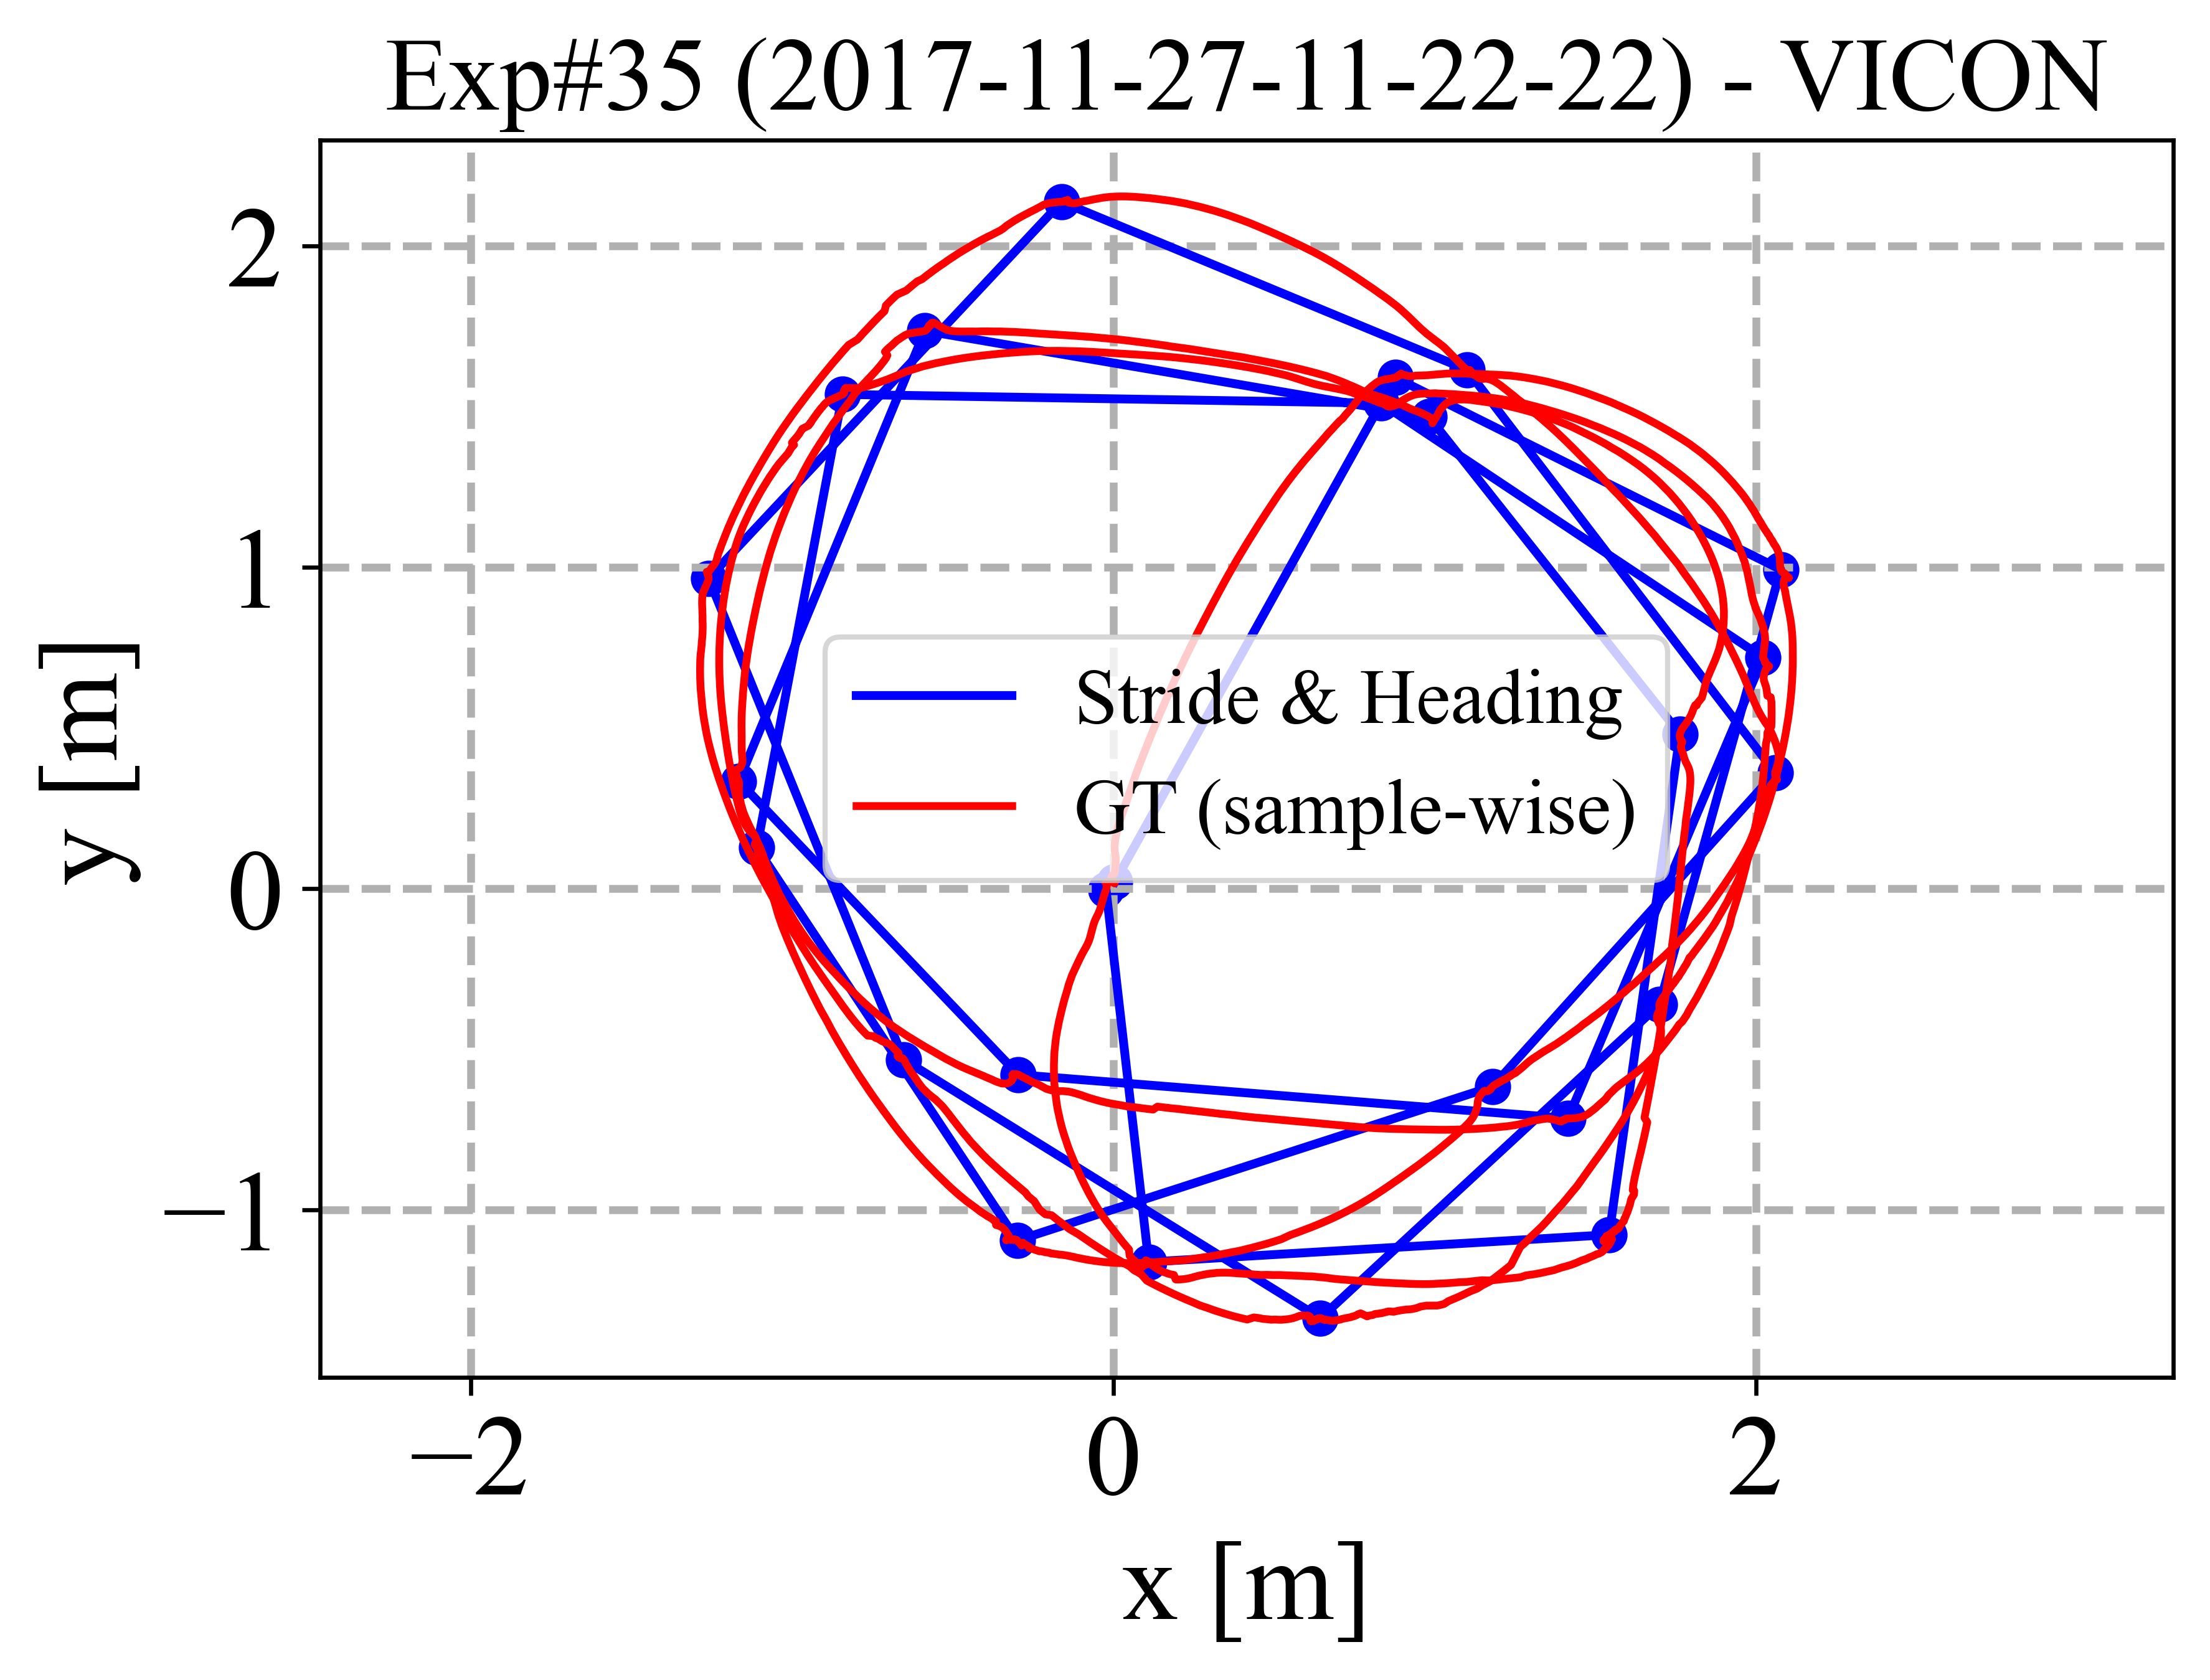 Exp#35 (2017-11-27-11-22-22) - VICON
2
1
0
−1
y [m]
Stride & Heading
GT (sample-wise)
−2
0
2
x [m]